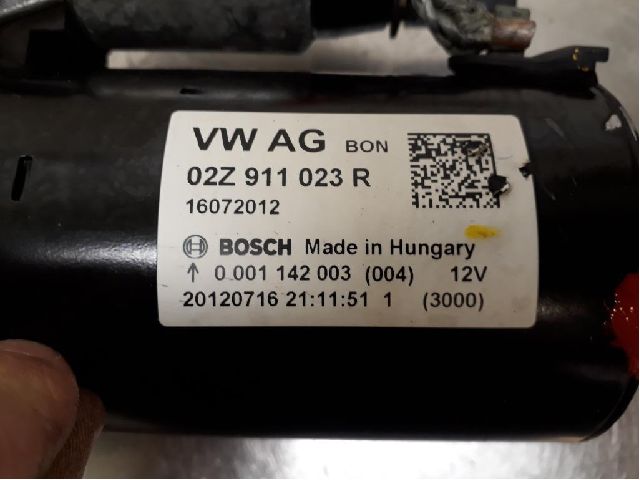 VW AG BON
02Z 911 023 R
16072012
BOSCH Made in Hungary
↑ 0 001 142 003 (004) 12V
20120716 21:11:51 1 (3000)